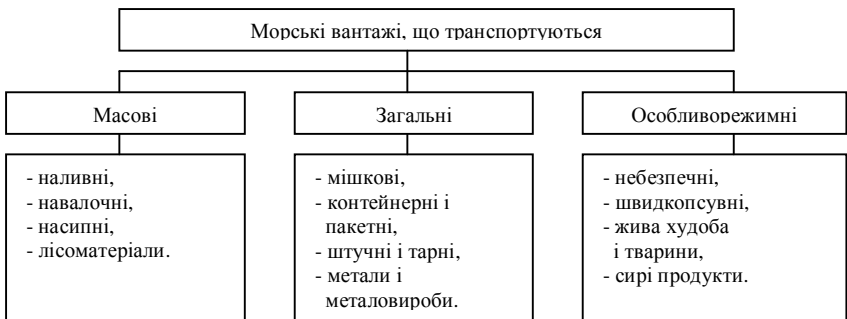 Морські вантажі, що транспортуються
Масові
Загальні
Особливорежимні
- наливні,
- навалочні,
- насипні,
- лісоматеріали.
- мішкові,
- контейнерні і
пакетні,
- штучні і тарні,
- метали і
металовироби.
- небезпечні,
- швидкопсувні,
- жива худоба
і тварини,
- сирі продукти.